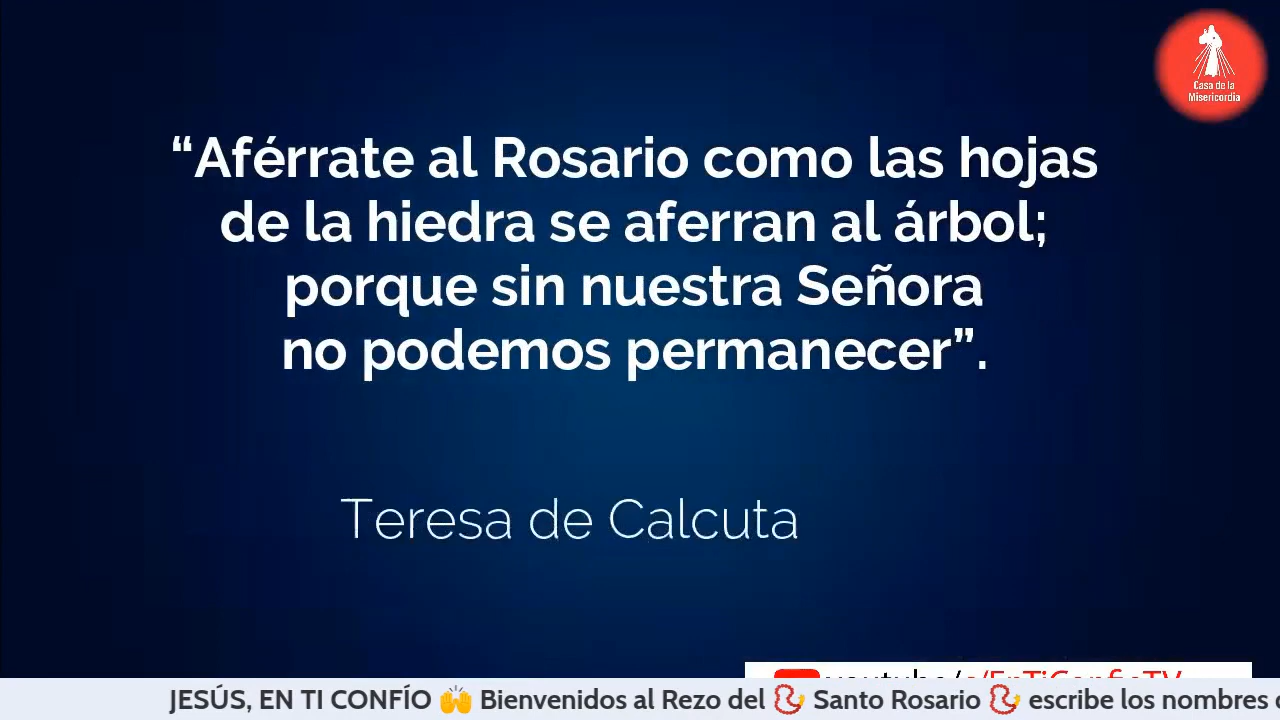 Casa de la
Misericordia
“Aférrate al Rosario como las hojas
de la hiedra se aferran al árbol;
porque sin nuestra Señora
no podemos permanecer”.
Teresa de Calcuta
youtube/c/EnTiConfioTV
JESÚS, EN TI CONFÍO 🙌 Bienvenidos al Rezo del 📿 Santo Rosario 📿 escribe los nombres